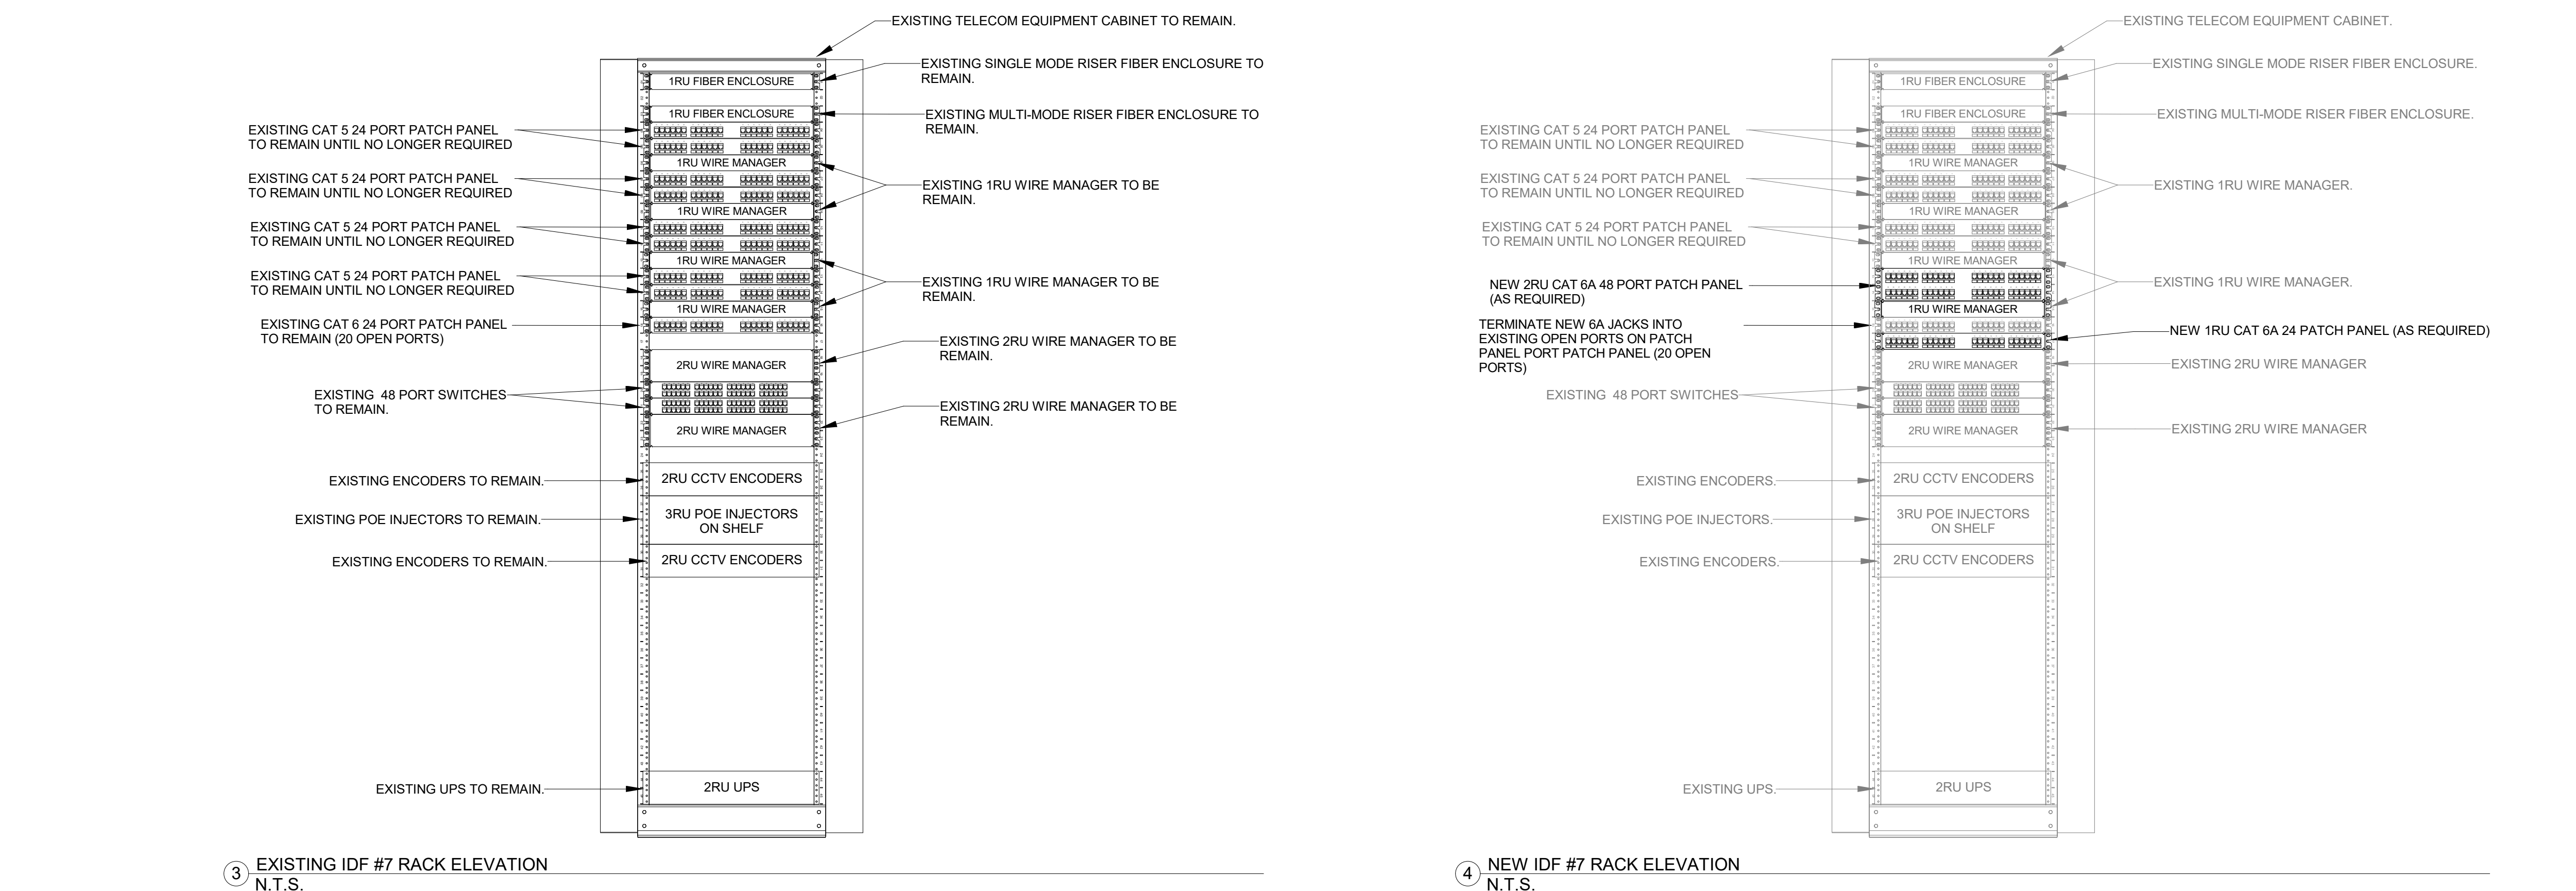 EXISTING TELECOM EQUIPMENT CABINET TO REMAIN.
EXISTING SINGLE MODE RISER FIBER ENCLOSURE TO
REMAIN.
EXISTING MULTI-MODE RISER FIBER ENCLOSURE TO
REMAIN.
EXISTING CAT 5 24 PORT PATCH PANEL
TO REMAIN UNTIL NO LONGER REQUIRED
EXISTING CAT 5 24 PORT PATCH PANEL
TO REMAIN UNTIL NO LONGER REQUIRED
EXISTING CAT 5 24 PORT PATCH PANEL
TO REMAIN UNTIL NO LONGER REQUIRED
EXISTING CAT 5 24 PORT PATCH PANEL
TO REMAIN UNTIL NO LONGER REQUIRED
EXISTING CAT 6 24 PORT PATCH PANEL
TO REMAIN (20 OPEN PORTS)
EXISTING  48 PORT SWITCHES
TO REMAIN.
EXISTING ENCODERS TO REMAIN.
EXISTING POE INJECTORS TO REMAIN.
EXISTING ENCODERS TO REMAIN.
EXISTING UPS TO REMAIN.
1RU FIBER ENCLOSURE
1RU FIBER ENCLOSURE
1RU WIRE MANAGER
1RU WIRE MANAGER
1RU WIRE MANAGER
1RU WIRE MANAGER
2RU WIRE MANAGER
2RU WIRE MANAGER
2RU CCTV ENCODERS
3RU POE INJECTORS
ON SHELF
2RU CCTV ENCODERS
2RU UPS
EXISTING 1RU WIRE MANAGER TO BE
REMAIN.
EXISTING 1RU WIRE MANAGER TO BE
REMAIN.
EXISTING 2RU WIRE MANAGER TO BE
REMAIN.
EXISTING 2RU WIRE MANAGER TO BE
REMAIN.
3 EXISTING IDF #7 RACK ELEVATION
N.T.S.
EXISTING TELECOM EQUIPMENT CABINET.
EXISTING SINGLE MODE RISER FIBER ENCLOSURE.
EXISTING MULTI-MODE RISER FIBER ENCLOSURE.
EXISTING CAT 5 24 PORT PATCH PANEL
TO REMAIN UNTIL NO LONGER REQUIRED
EXISTING CAT 5 24 PORT PATCH PANEL
TO REMAIN UNTIL NO LONGER REQUIRED
EXISTING CAT 5 24 PORT PATCH PANEL
TO REMAIN UNTIL NO LONGER REQUIRED
NEW 2RU CAT 6A 48 PORT PATCH PANEL
(AS REQUIRED)
TERMINATE NEW 6A JACKS INTO
EXISTING OPEN PORTS ON PATCH
PANEL PORT PATCH PANEL (20 OPEN
PORTS)
EXISTING  48 PORT SWITCHES
EXISTING ENCODERS.
EXISTING POE INJECTORS.
EXISTING ENCODERS.
EXISTING UPS.
1RU FIBER ENCLOSURE
1RU FIBER ENCLOSURE
1RU WIRE MANAGER
1RU WIRE MANAGER
1RU WIRE MANAGER
1RU WIRE MANAGER
2RU WIRE MANAGER
2RU WIRE MANAGER
2RU CCTV ENCODERS
3RU POE INJECTORS
ON SHELF
2RU CCTV ENCODERS
2RU UPS
EXISTING 1RU WIRE MANAGER.
EXISTING 1RU WIRE MANAGER.
NEW 1RU CAT 6A 24 PATCH PANEL (AS REQUIRED)
EXISTING 2RU WIRE MANAGER
EXISTING 2RU WIRE MANAGER
4 NEW IDF #7 RACK ELEVATION
N.T.S.